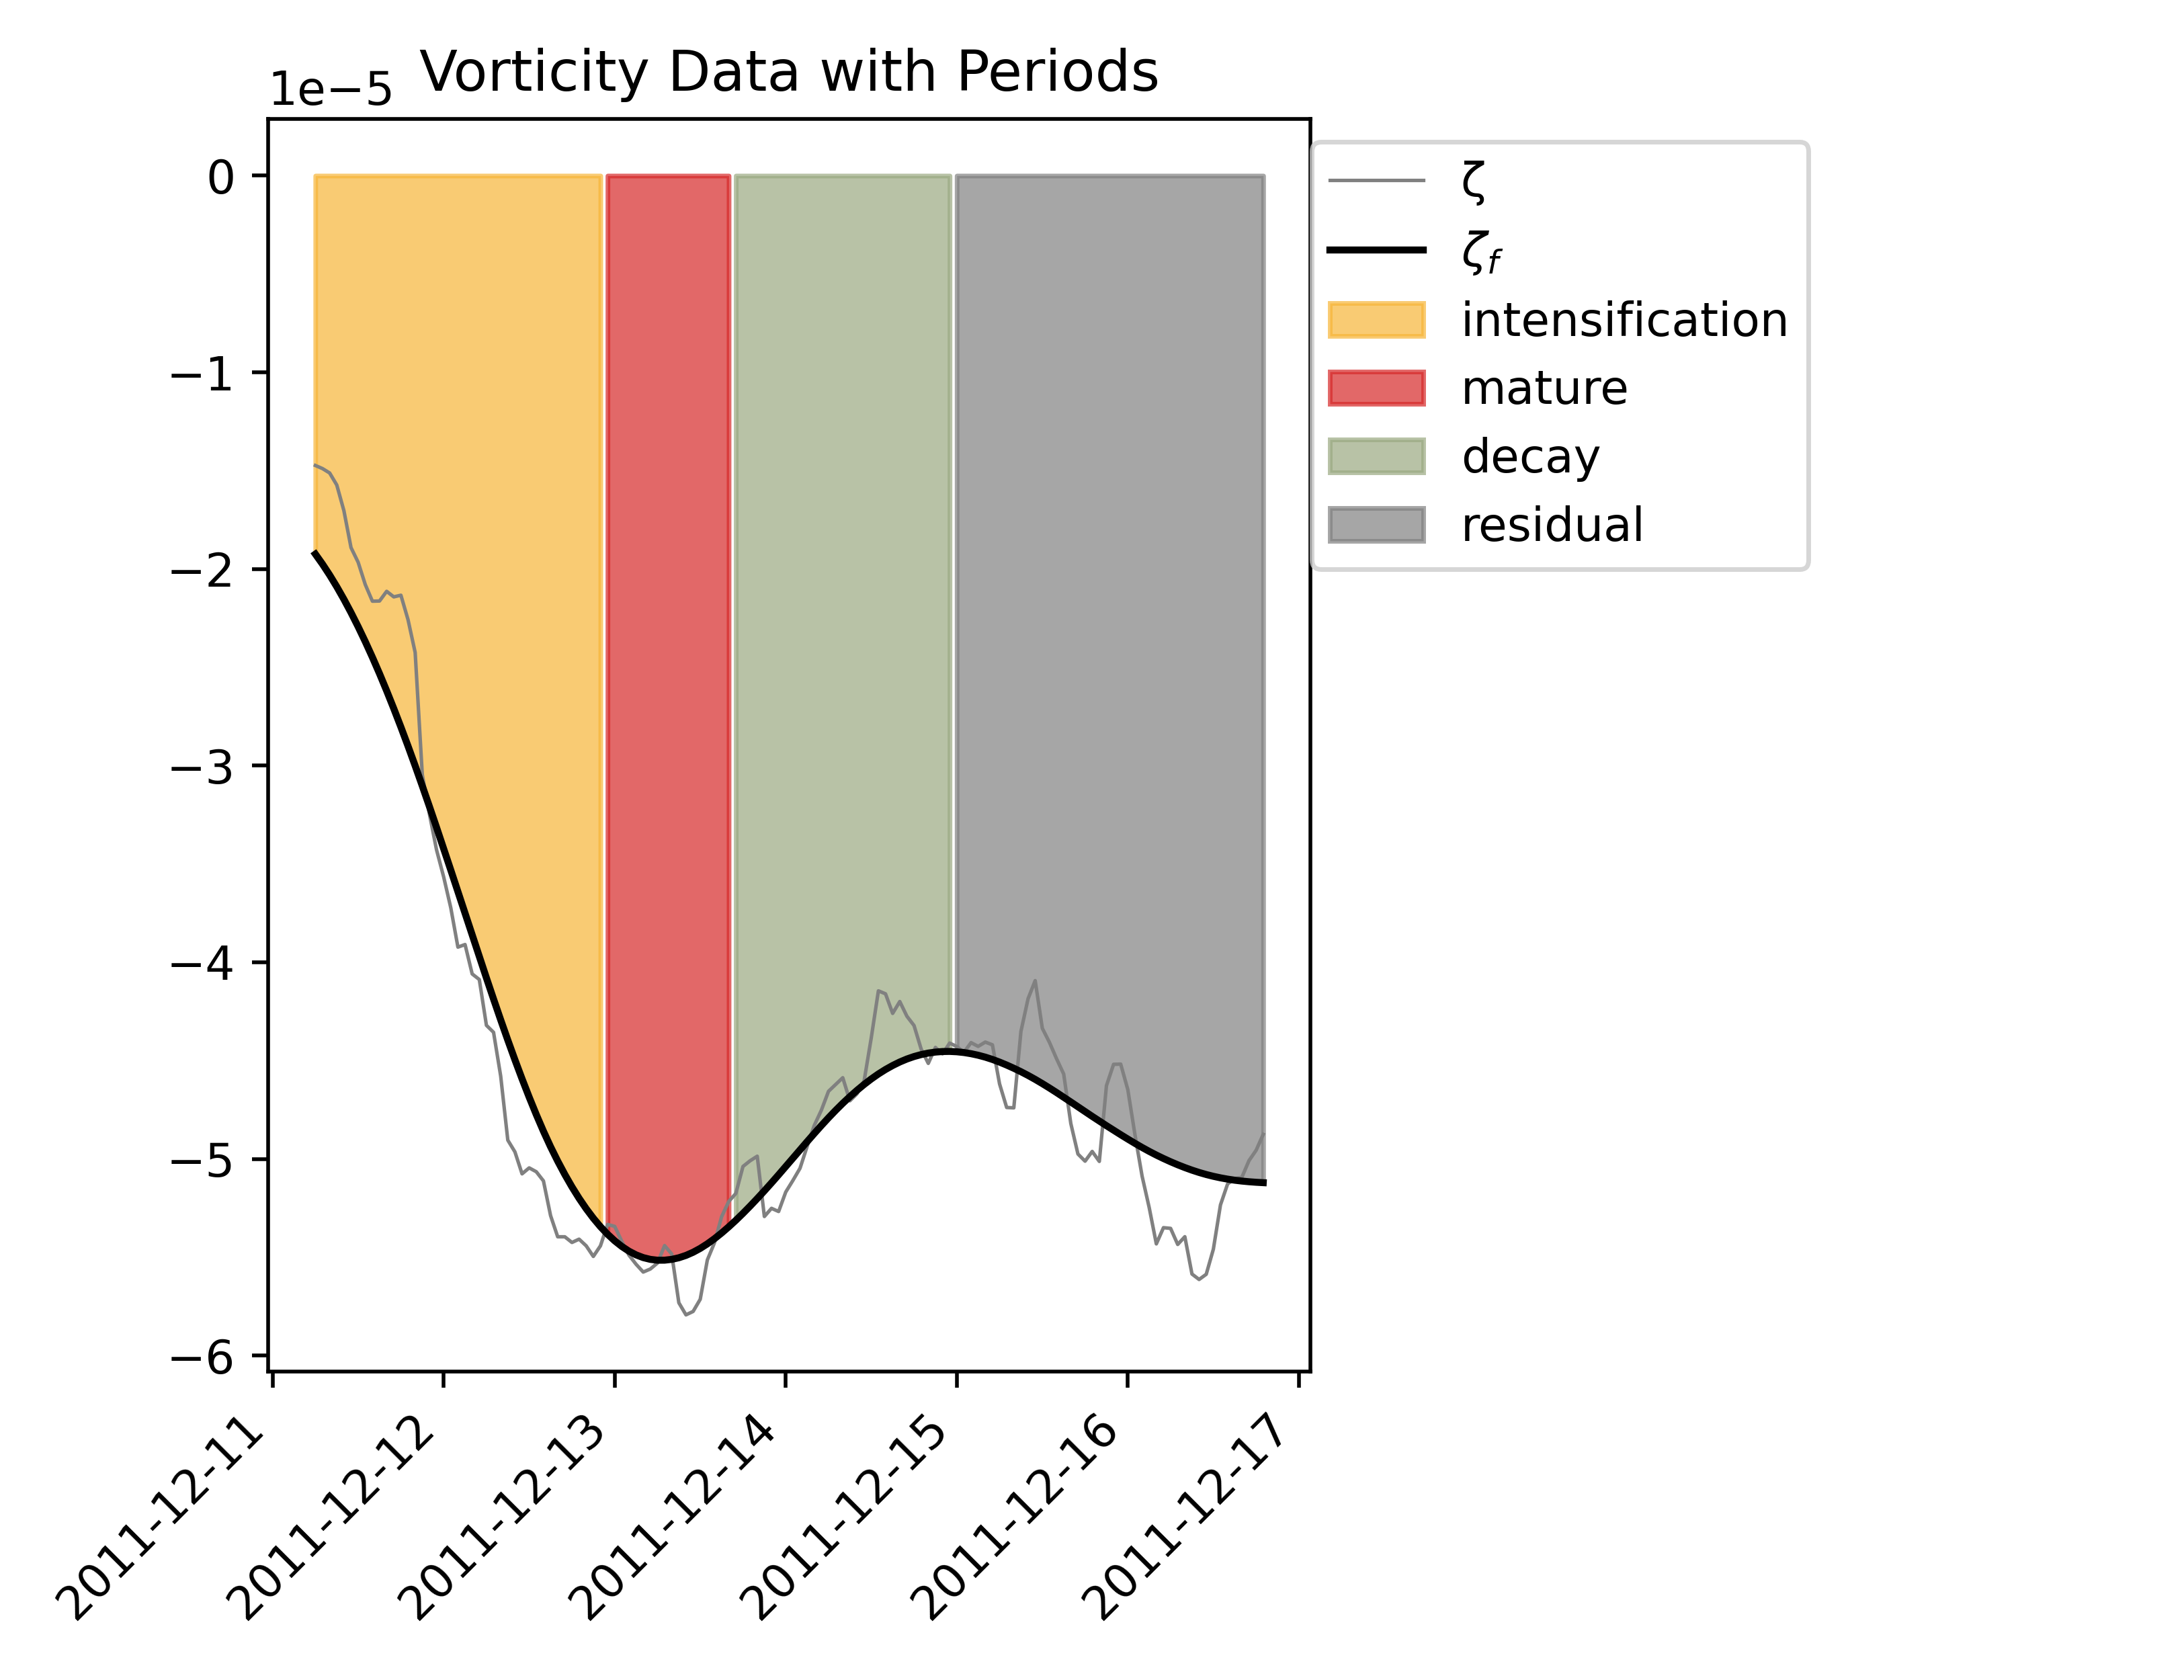 Vorticity Data with Periods
1e−5
0
−1
−2
−3
−4
−5
−6
2011-12-11
2011-12-12
2011-12-13
2011-12-14
2011-12-15
2011-12-16
2011-12-17
ζ
ζf
intensification
mature
decay
residual